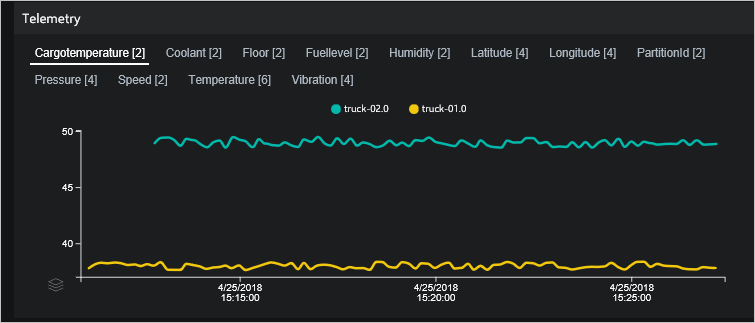 Telemetry
Cargotemperature [2] Coolant [2] Floor [2] Fuellevel [2] Humidity [2] Latitude [4] Longitude [4] PartitionId [2]
Pressure [4] Speed [2] Temperature [6] Vibration [4]
truck-02.0 truck-01.0
50
45
40
4/25/2018 4/25/2018 4/25/2018
15:15:00 15:20:00 15:25:00